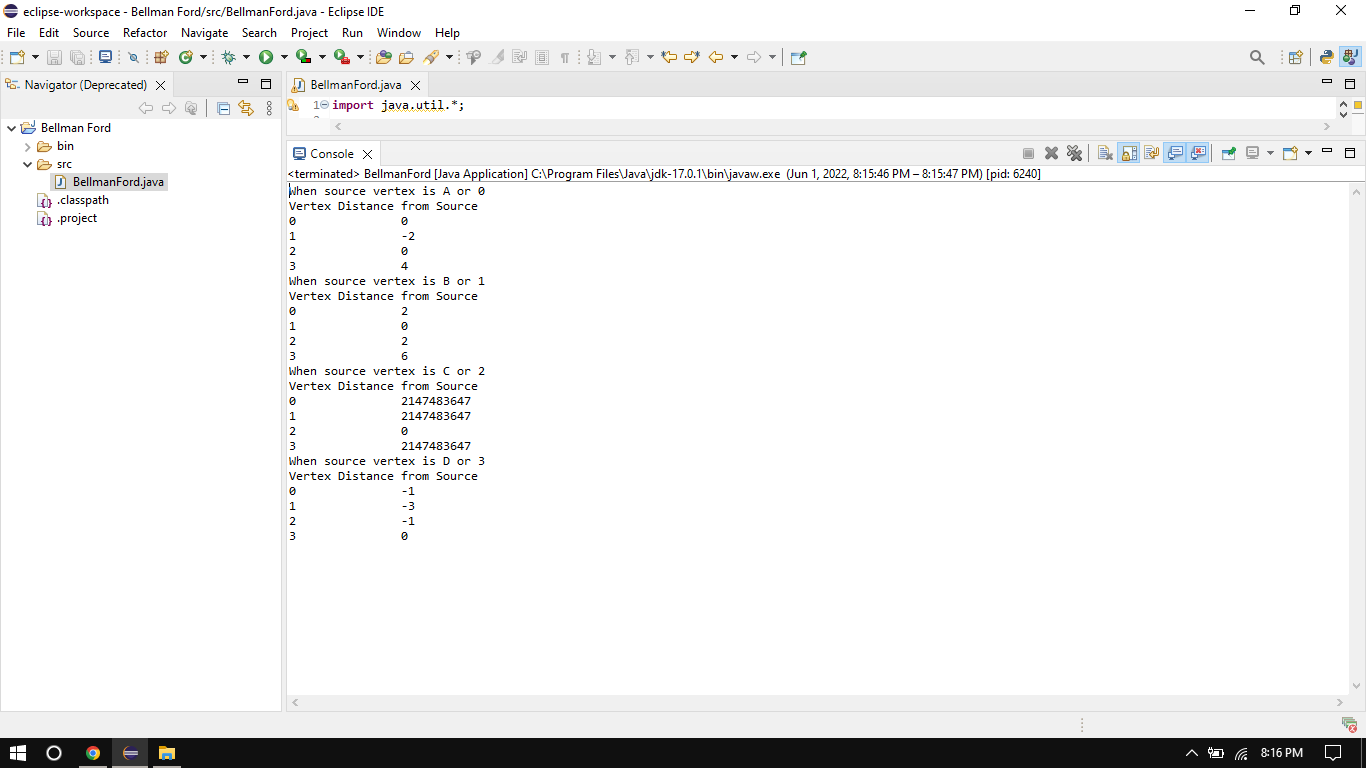 eclipse-workspace - Bellman Ford/src/BellmanFord.java - Eclipse IDE
File Edit Source Refactor Navigate Search Project Run Window Help
Navigator (Deprecated)
BellmanFord.java
1 import java.util.*;
Bellman Ford
bin
src
BellmanFord.java
.classpath
.project
Console
<terminated> BellmanFord [Java Application] C:\Program Files\Java\jdk-17.0.1\bin\javaw.exe (Jun 1, 2022, 8:15:46 PM – 8:15:47 PM) [pid: 6240]
When source vertex is A or 0
Vertex Distance from Source
0 0
1 -2
2 0
3 4
When source vertex is B or 1
Vertex Distance from Source
0 2
1 0
2 2
3 6
When source vertex is C or 2
Vertex Distance from Source
0 2147483647
1 2147483647
2 0
3 2147483647
When source vertex is D or 3
Vertex Distance from Source
0 -1
1 -3
2 -1
3 0
8:16 PM